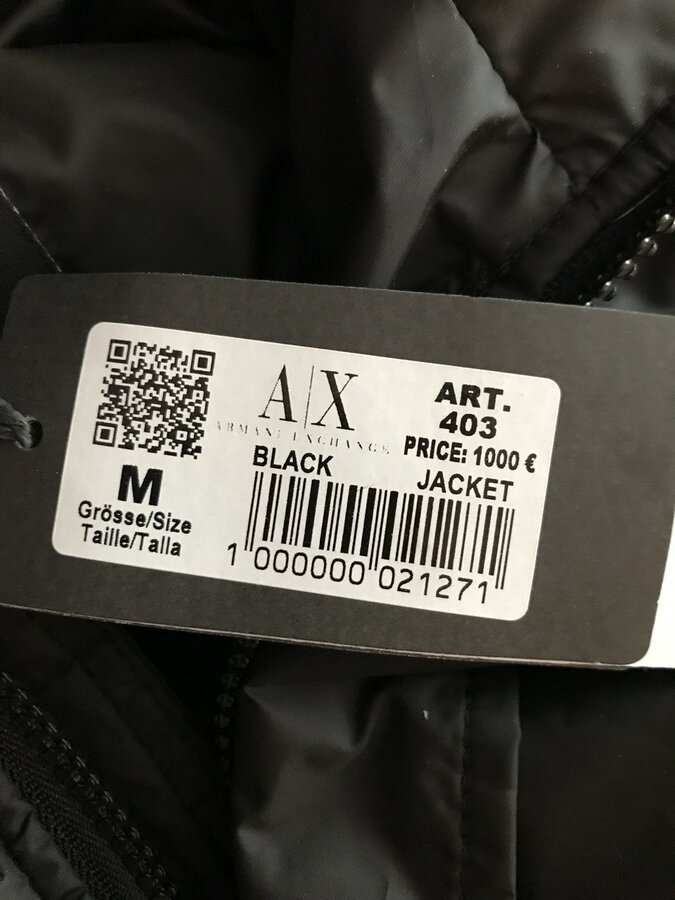 A|X
ARMANI EXCHANGE
ART.
403
PRICE: 1000 €
BLACK
JACKET
M
Grösse/Size
Taille/Talla
1 000000 021271